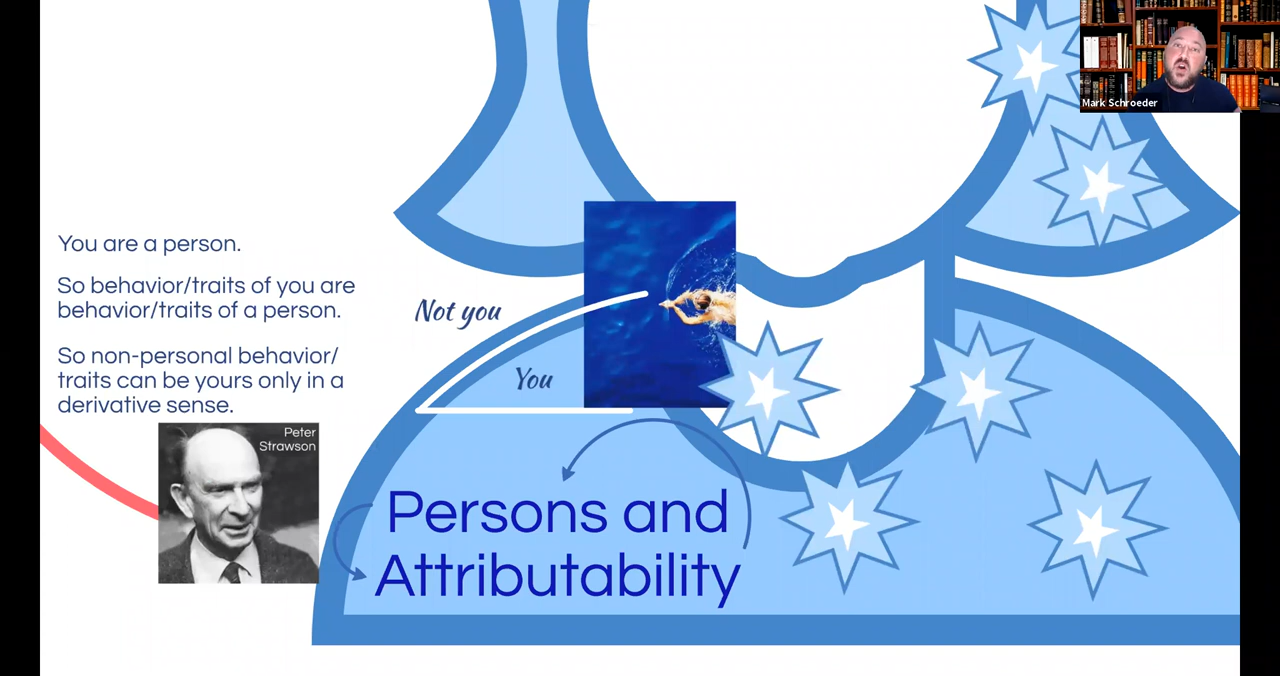 Mark Schroeder
You are a person.
So behavior/traits of you are
behavior/traits of a person.
So non-personal behavior/
traits can be yours only in a
derivative sense.
Peter
Strawson
Not you
You
Persons and
Attributability